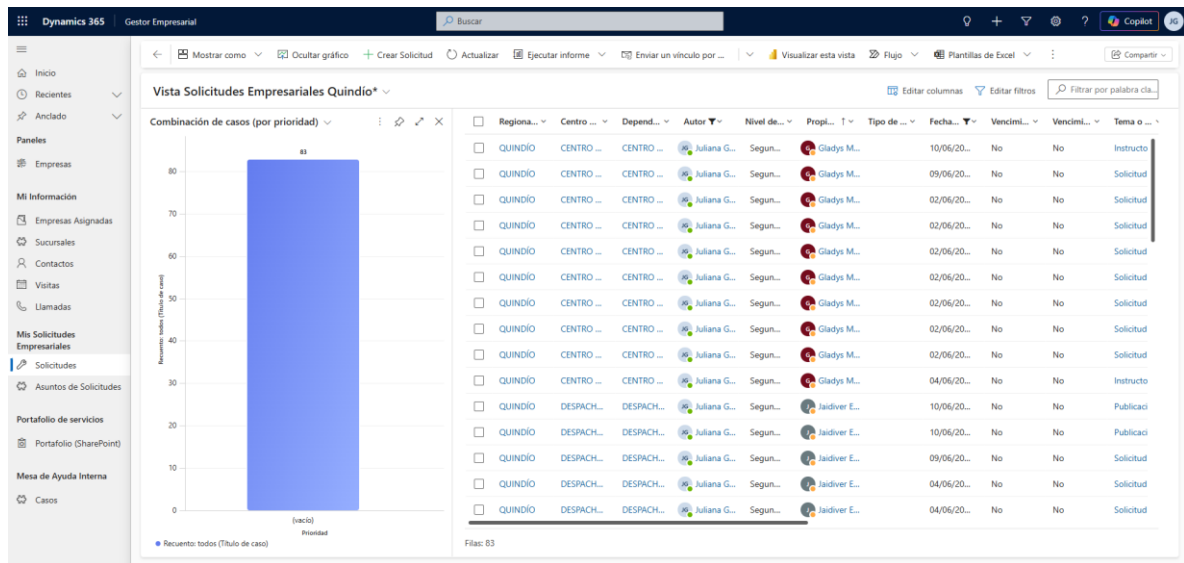 Dynamics 365 Gestor Empresarial Buscar Copilot JG
Mostrar como Ocultar gráfico Crear Solicitud Actualizar Ejecutar informe Enviar un vínculo por ... Visualizar esta vista Flujo Plantillas de Excel Compartir
Inicio
Recientes
Anclado
Paneles
Empresas
Mi Información
Empresas Asignadas
Sucursales
Contactos
Visitas
Llamadas
Mis Solicitudes
Empresariales
Solicitudes
Asuntos de Solicitudes
Portafolio de servicios
Portafolio (SharePoint)
Mesa de Ayuda Interna
Casos
Vista Solicitudes Empresariales Quindío*
Editar columnas Editar filtros Filtrar por palabra cla...
Combinación de casos (por prioridad)
83
80
70
60
50
40
30
20
10
0
Recuento: todos (Título de caso)
(vacío)
Prioridad
Recuento: todos (Título de caso)
Regiona... Centro ... Depend... Autor Nivel de... Propi... Tipo de ... Fecha... Vencimi... Vencimi... Tema o ...
QUINDÍO CENTRO ... CENTRO ... JG Juliana G... Segun... G Gladys M... 10/06/20... No No Instructo
QUINDÍO CENTRO ... CENTRO ... JG Juliana G... Segun... G Gladys M... 09/06/20... No No Solicitud
QUINDÍO CENTRO ... CENTRO ... JG Juliana G... Segun... G Gladys M... 02/06/20... No No Solicitud
QUINDÍO CENTRO ... CENTRO ... JG Juliana G... Segun... G Gladys M... 02/06/20... No No Solicitud
QUINDÍO CENTRO ... CENTRO ... JG Juliana G... Segun... G Gladys M... 02/06/20... No No Solicitud
QUINDÍO CENTRO ... CENTRO ... JG Juliana G... Segun... G Gladys M... 02/06/20... No No Solicitud
QUINDÍO CENTRO ... CENTRO ... JG Juliana G... Segun... G Gladys M... 02/06/20... No No Solicitud
QUINDÍO CENTRO ... CENTRO ... JG Juliana G... Segun... G Gladys M... 02/06/20... No No Solicitud
QUINDÍO CENTRO ... CENTRO ... JG Juliana G... Segun... G Gladys M... 02/06/20... No No Solicitud
QUINDÍO CENTRO ... CENTRO ... JG Juliana G... Segun... G Gladys M... 04/06/20... No No Instructo
QUINDÍO DESPACH... DESPACH... JG Juliana G... Segun... J Jaidiver E... 10/06/20... No No Publicaci
QUINDÍO DESPACH... DESPACH... JG Juliana G... Segun... J Jaidiver E... 10/06/20... No No Publicaci
QUINDÍO DESPACH... DESPACH... JG Juliana G... Segun... J Jaidiver E... 09/06/20... No No Solicitud
QUINDÍO DESPACH... DESPACH... JG Juliana G... Segun... J Jaidiver E... 04/06/20... No No Solicitud
QUINDÍO DESPACH... DESPACH... JG Juliana G... Segun... J Jaidiver E... 04/06/20... No No Solicitud
Filas: 83